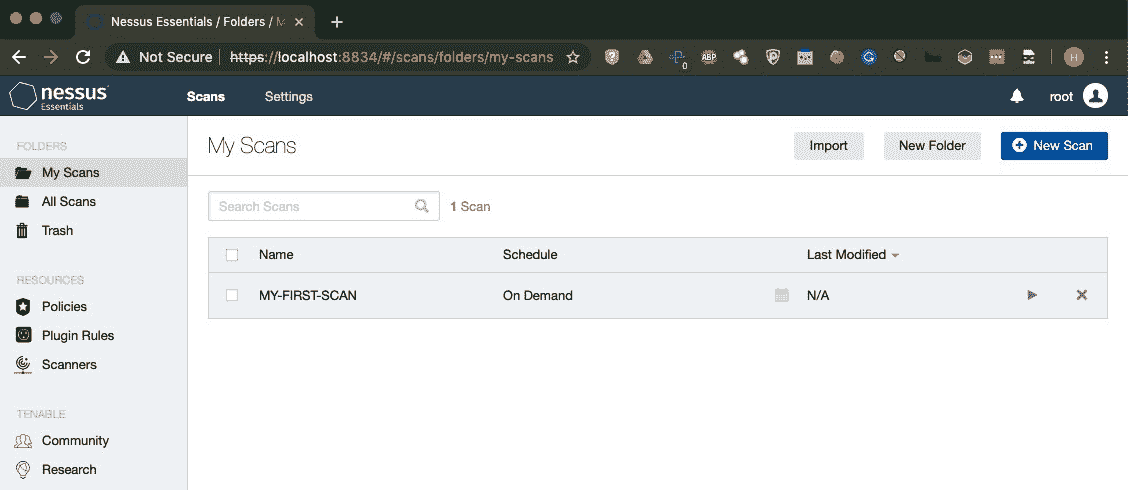 Nessus Essentials / Folders / M
Not Secure https://localhost:8834/#/scans/folders/my-scans
0
ABP
nessus
Essentials
Scans Settings root
H
FOLDERS
My Scans
All Scans
Trash
RESOURCES
Policies
Plugin Rules
Scanners
TENABLE
Community
Research
My Scans
Import New Folder New Scan
Search Scans 1 Scan
Name Schedule Last Modified
MY-FIRST-SCAN On Demand N/A